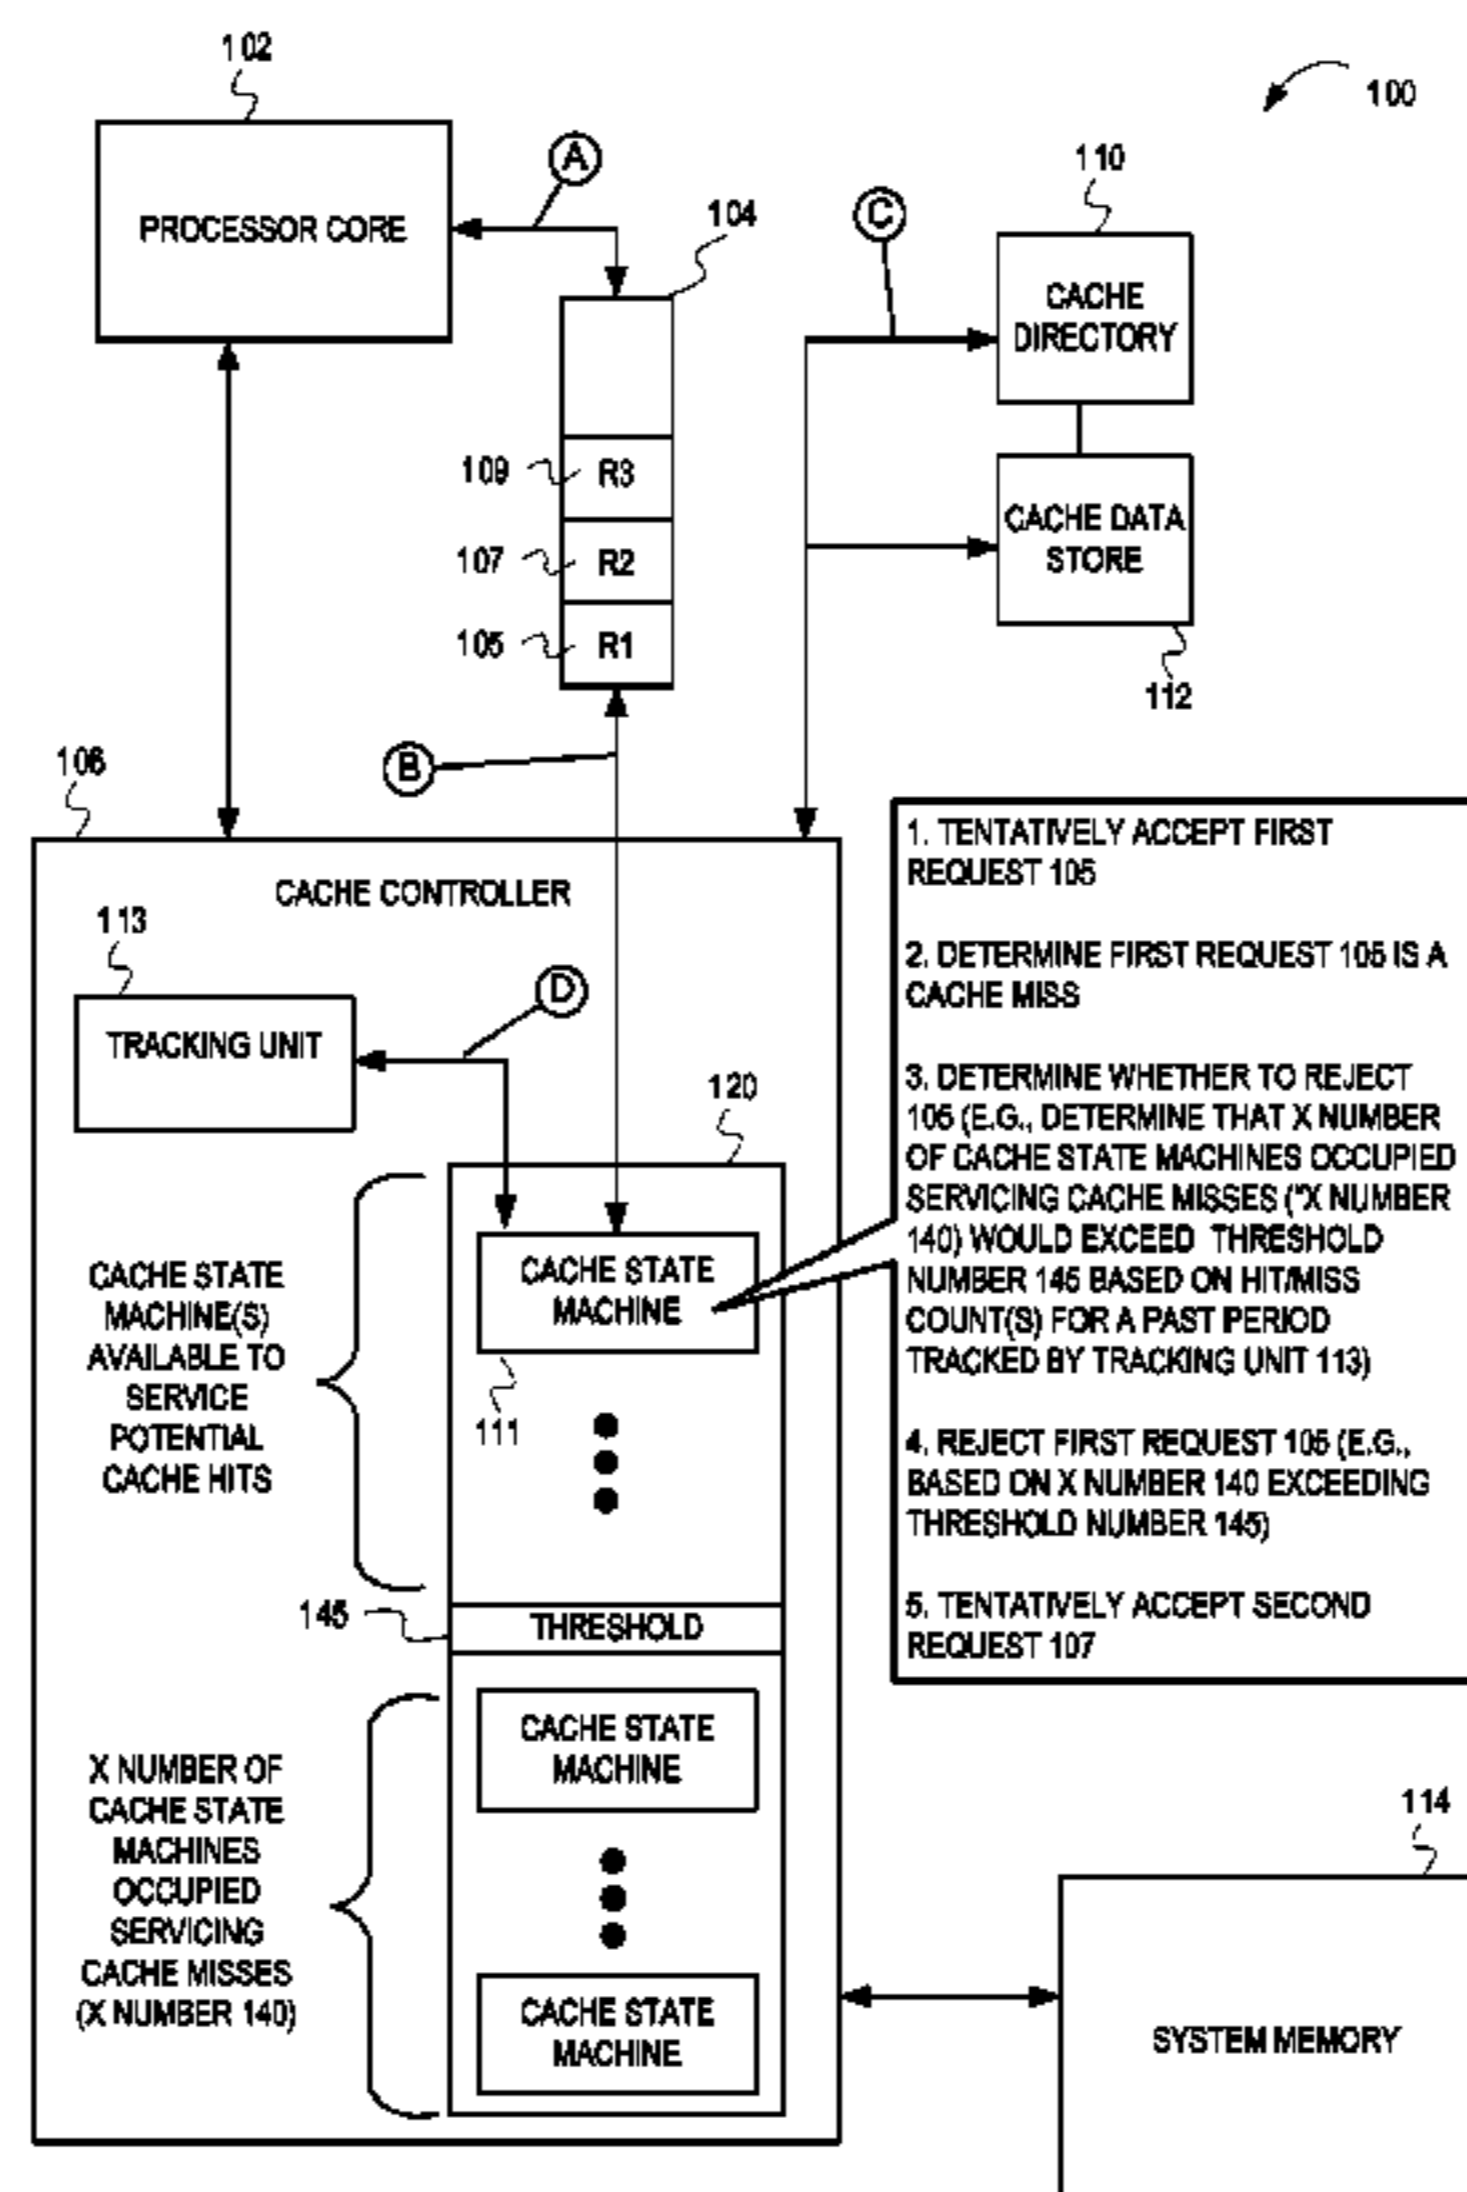 102
100
A
110
104
C
PROCESSOR CORE
CACHE
DIRECTORY
109
R3
107
R2
105
R1
CACHE DATA
STORE
112
B
106
CACHE CONTROLLER
113
D
TRACKING UNIT
120
CACHE STATE
MACHINE(S)
AVAILABLE TO
SERVICE
POTENTIAL
CACHE HITS
CACHE STATE
MACHINE
111
1. TENTATIVELY ACCEPT FIRST
REQUEST 105
2. DETERMINE FIRST REQUEST 105 IS A
CACHE MISS
3. DETERMINE WHETHER TO REJECT
105 (E.G., DETERMINE THAT X NUMBER
OF CACHE STATE MACHINES OCCUPIED
SERVICING CACHE MISSES ("X NUMBER
140) WOULD EXCEED THRESHOLD
NUMBER 145 BASED ON HIT/MISS
COUNT(S) FOR A PAST PERIOD
TRACKED BY TRACKING UNIT 113)
4. REJECT FIRST REQUEST 105 (E.G.,
BASED ON X NUMBER 140 EXCEEDING
THRESHOLD NUMBER 145)
5. TENTATIVELY ACCEPT SECOND
REQUEST 107
145
THRESHOLD
X NUMBER OF
CACHE STATE
MACHINES
OCCUPIED
SERVICING
CACHE MISSES
(X NUMBER 140)
CACHE STATE
MACHINE
CACHE STATE
MACHINE
114
SYSTEM MEMORY